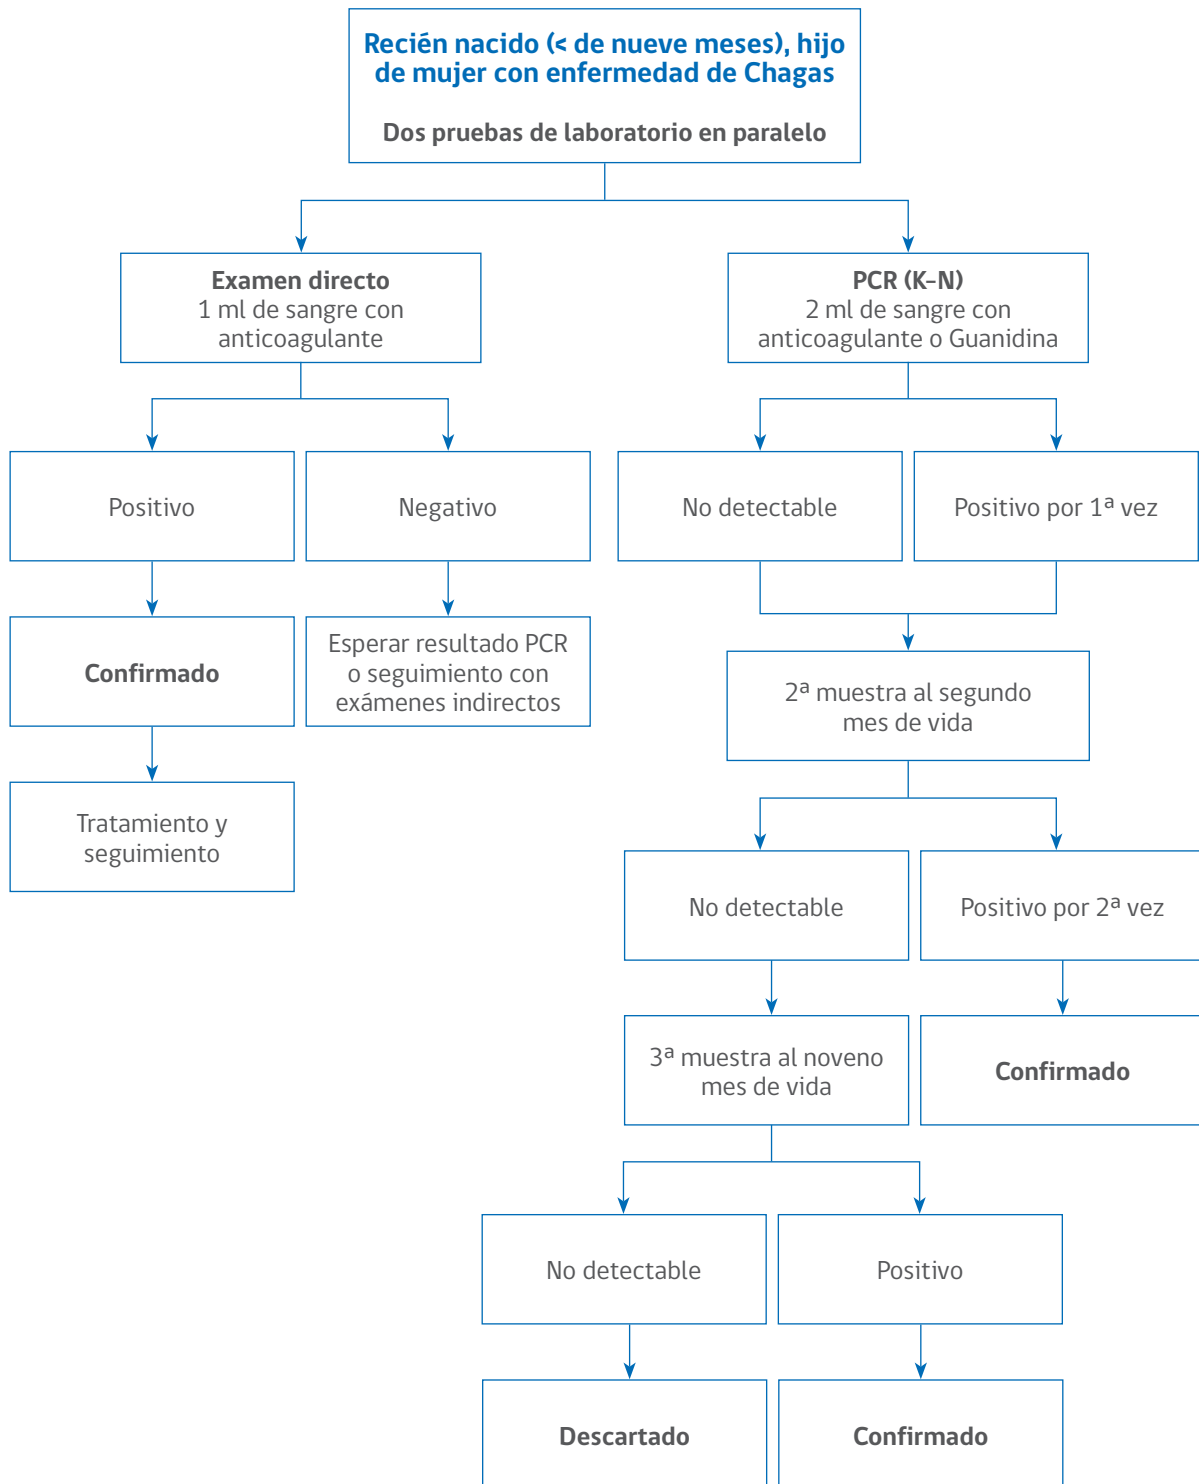 Recién nacido (< de nueve meses), hijo
de mujer con enfermedad de Chagas
Dos pruebas de laboratorio en paralelo
Examen directo
1 ml de sangre con
anticoagulante
PCR (K–N)
2 ml de sangre con
anticoagulante o Guanidina
Positivo
Negativo
No detectable
Positivo por 1ª vez
Confirmado
Esperar resultado PCR
o seguimiento con
exámenes indirectos
2ª muestra al segundo
mes de vida
Tratamiento y
seguimiento
No detectable
Positivo por 2ª vez
3ª muestra al noveno
mes de vida
Confirmado
No detectable
Positivo
Descartado
Confirmado